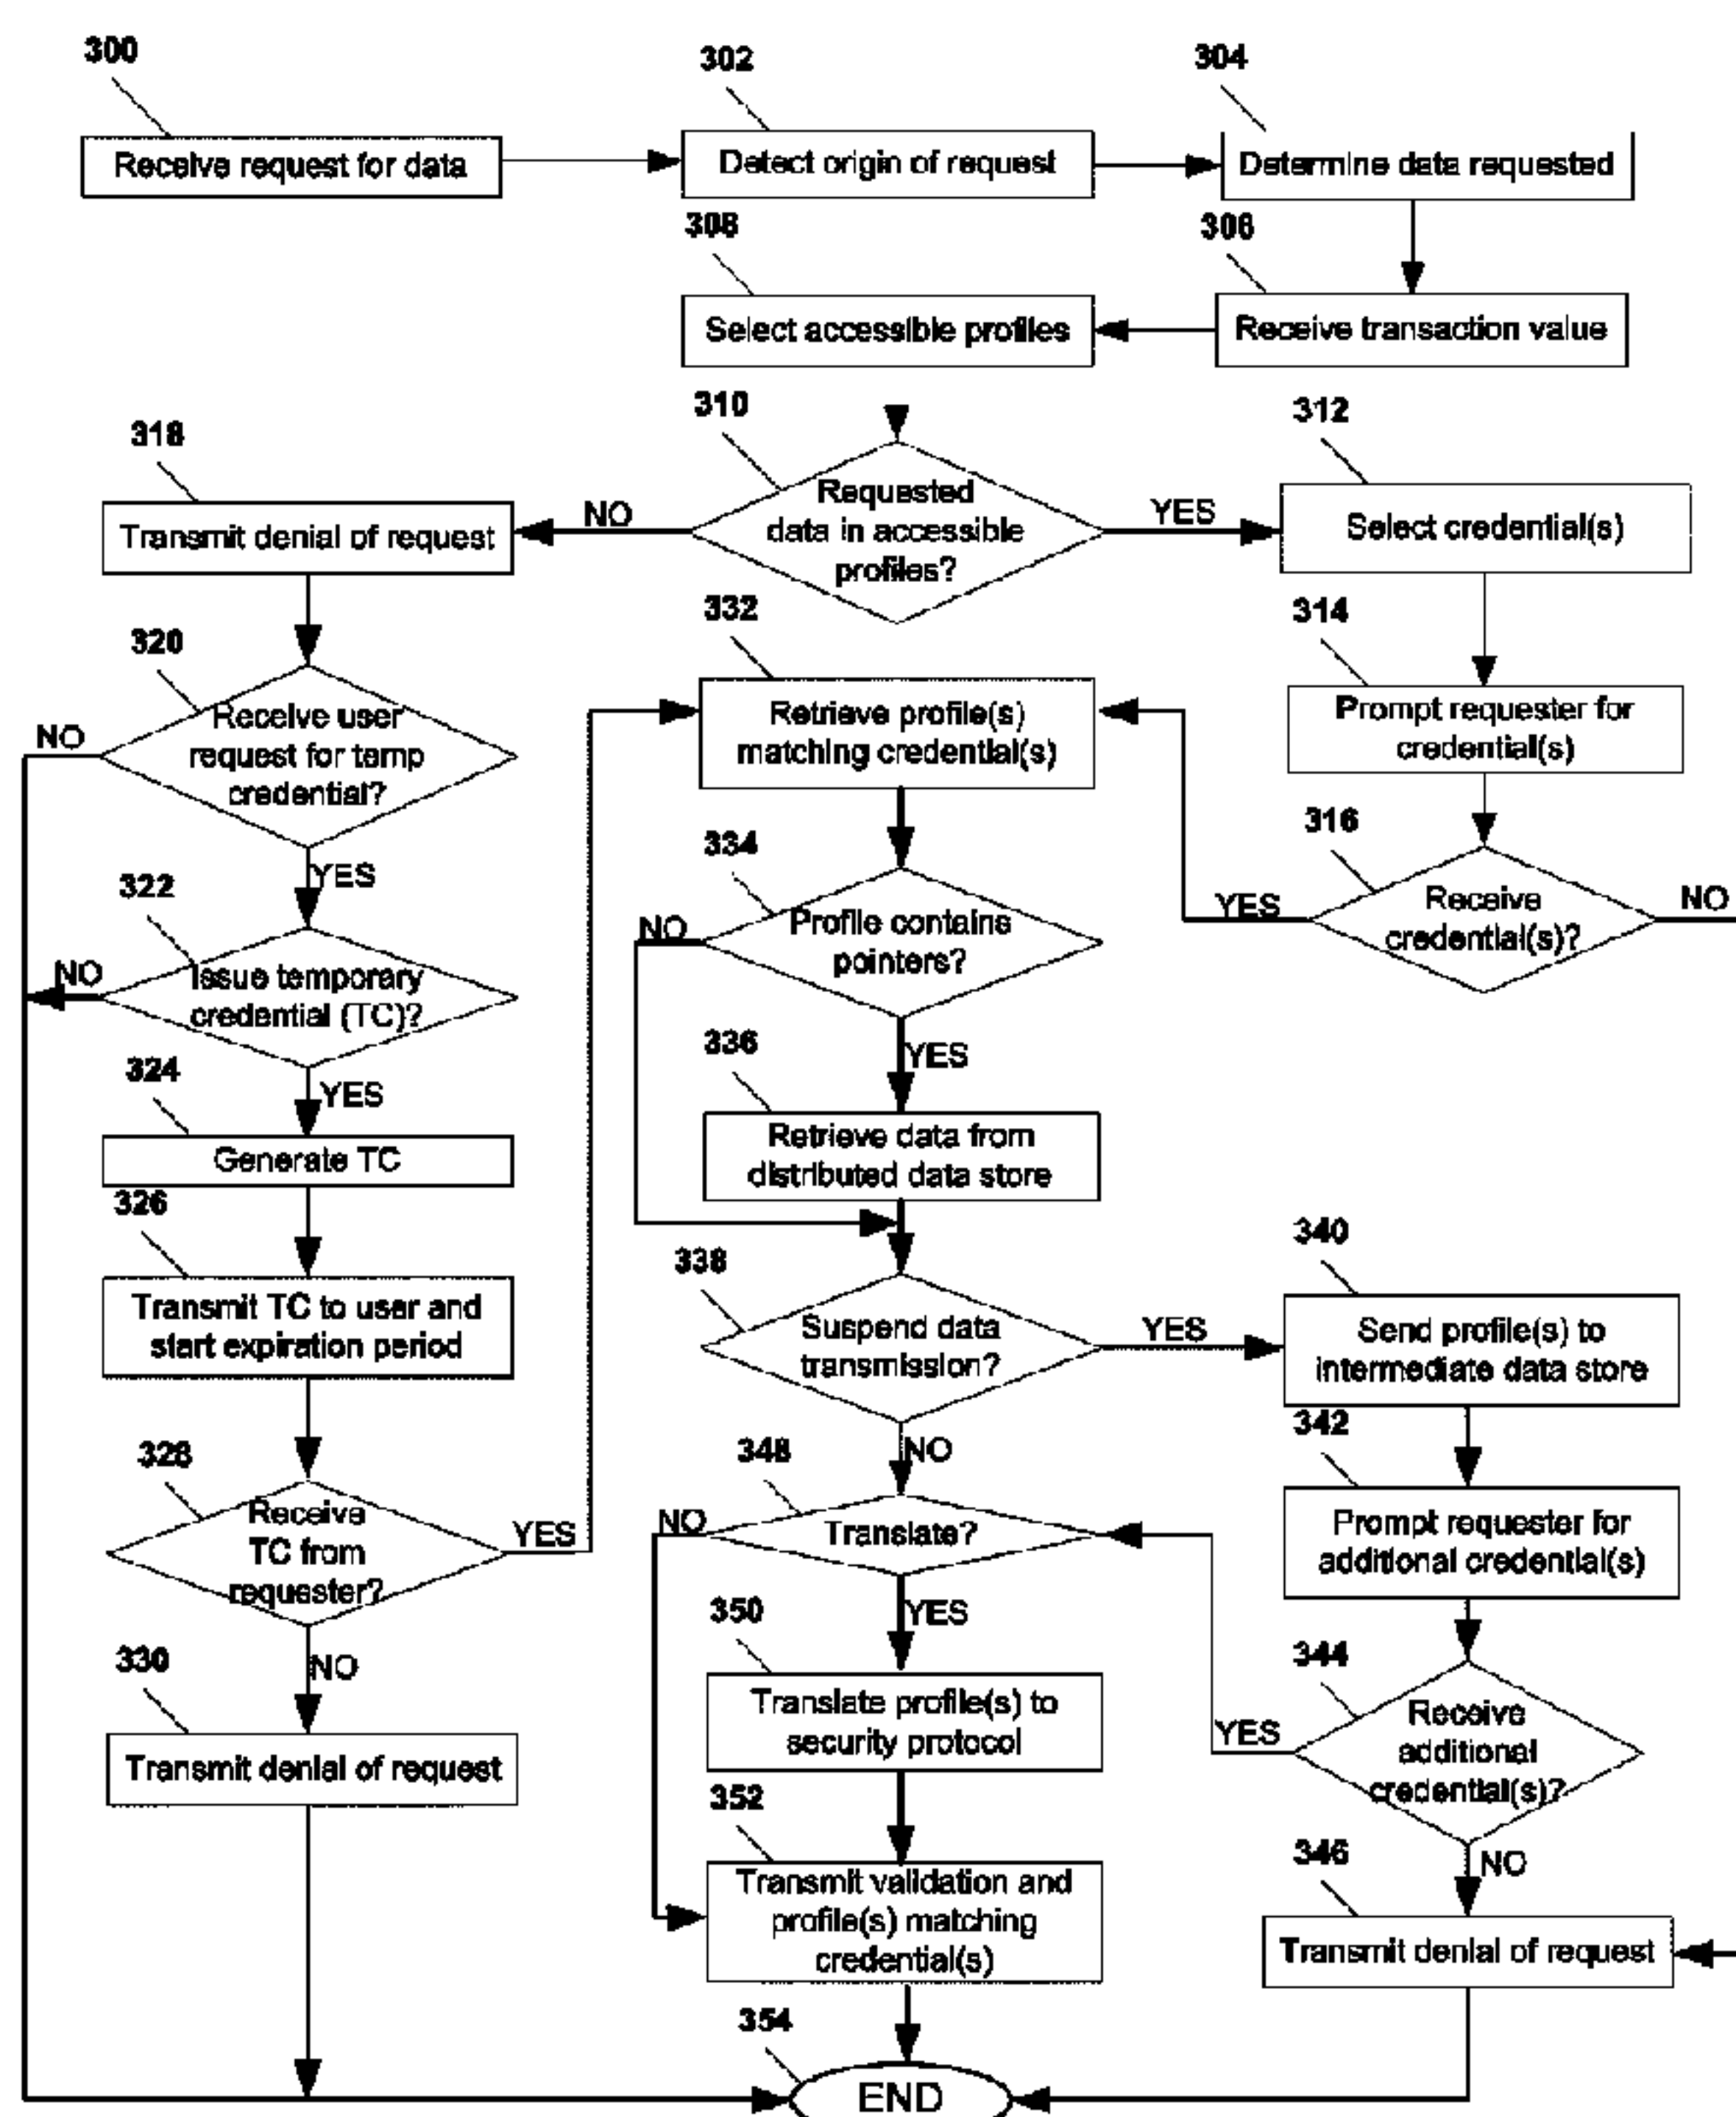 300
Receive request for data
302
Detect origin of request
304
Determine data requested
308
Select accessible profiles
306
Receive transaction value
310
Requested
data in accessible
profiles?
NO
YES
318
Transmit denial of request
312
Select credential(s)
320
Receive user
request for temp
credential?
NO
YES
332
Retrieve profile(s)
matching credential(s)
314
Prompt requester for
credential(s)
316
Receive
credential(s)?
YES
NO
322
Issue temporary
credential (TC)?
NO
YES
334
Profile contains
pointers?
NO
YES
324
Generate TC
336
Retrieve data from
distributed data store
326
Transmit TC to user and
start expiration period
338
Suspend data
transmission?
YES
NO
340
Send profile(s) to
intermediate data store
328
Receive
TC from
requester?
YES
NO
348
Translate?
NO
YES
342
Prompt requester for
additional credential(s)
330
Transmit denial of request
350
Translate profile(s) to
security protocol
344
Receive
additional
credential(s)?
YES
NO
352
Transmit validation and
profile(s) matching
credential(s)
346
Transmit denial of request
354
END